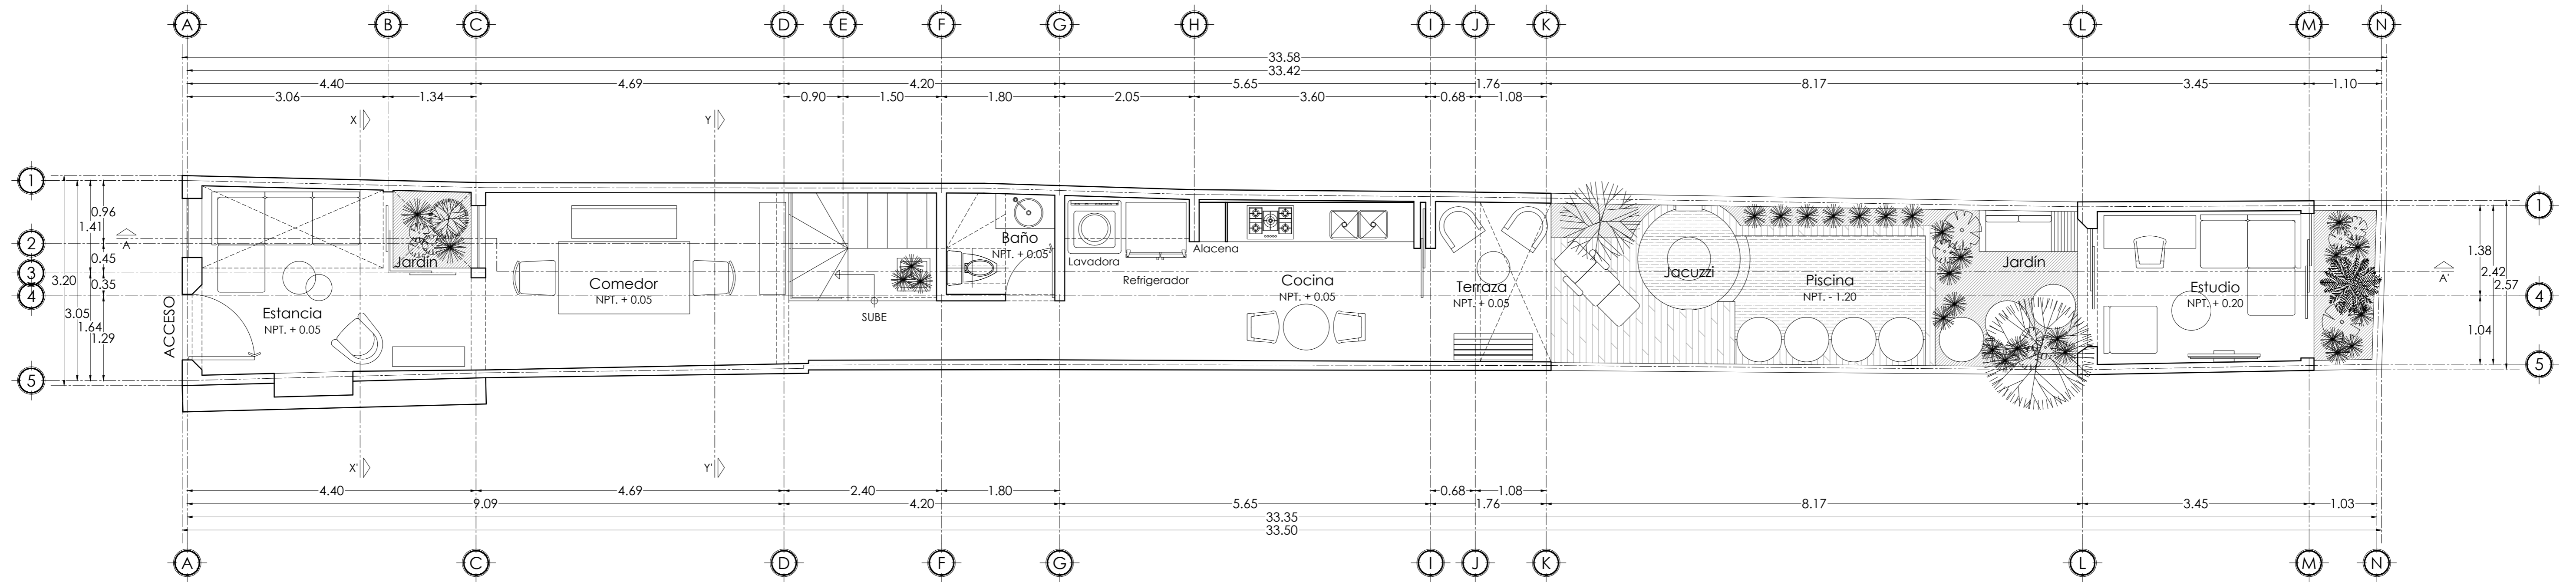 A B C D E F G H I J K L M N
33.58
33.42
4.40 4.69 4.20 5.65 1.76 8.17 3.45 1.10
3.06 1.34 0.90 1.50 1.80 2.05 3.60 0.68 1.08
X Y
1 1
0.96
1.41
A
2
0.45
3
0.35
3.20
4
3.05
1.64
1.29
5
ACCESO
Estancia
NPT. + 0.05
Jardín
Comedor
NPT. + 0.05
SUBE
Baño
NPT. + 0.05
Lavadora
Refrigerador
Alacena
Cocina
NPT. + 0.05
Terraza
NPT. + 0.05
Jacuzzi
Piscina
NPT. - 1.20
Jardín
Estudio
NPT. + 0.20
A'
1.38
2.42
2.57
4
1.04
5
X' Y'
4.40 4.69 2.40 1.80 0.68 1.08
9.09 4.20 5.65 1.76 8.17 3.45 1.03
33.35
33.50
A C D F G I J K L M N